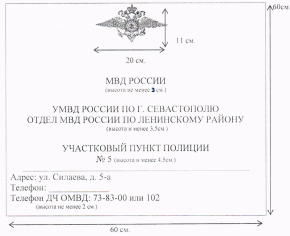 60см.
11 см.
20 см.
МВД РОССИИ
(высота не менее 3 см.)
УМВД РОССИИ ПО Г. СЕВАСТОПОЛЮ
ОТДЕЛ МВД РОССИИ ПО ЛЕНИНСКОМУ РАЙОНУ
(высота и менее 3,5см.)
УЧАСТКОВЫЙ ПУНКТ ПОЛИЦИИ
№ 5 (высота и менее 4.5см.)
Адрес: ул. Силаева, д. 5-а
Телефон:
Телефон ДЧ ОМВД: 73-83-00 или 102
(высота не менее 2 см.)
60 см.